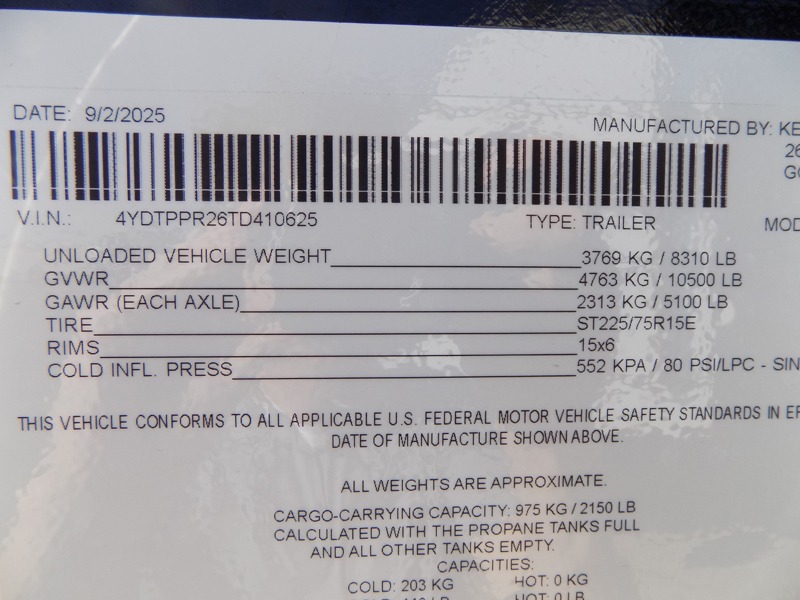 DATE: 9/2/2025
MANUFACTURED BY: KE
26
GO
V.I.N.: 4YDTPPR26TD410625 TYPE: TRAILER MOD
UNLOADED VEHICLE WEIGHT 3769 KG / 8310 LB
GVWR 4763 KG / 10500 LB
GAWR (EACH AXLE) 2313 KG / 5100 LB
TIRE ST225/75R15E
RIMS 15x6
COLD INFL. PRESS 552 KPA / 80 PSI/LPC - SIN
THIS VEHICLE CONFORMS TO ALL APPLICABLE U.S. FEDERAL MOTOR VEHICLE SAFETY STANDARDS IN EF
DATE OF MANUFACTURE SHOWN ABOVE.
ALL WEIGHTS ARE APPROXIMATE.
CARGO-CARRYING CAPACITY: 975 KG / 2150 LB
CALCULATED WITH THE PROPANE TANKS FULL
AND ALL OTHER TANKS EMPTY.
CAPACITIES:
COLD: 203 KG HOT: 0 KG
HOT: 0 LB